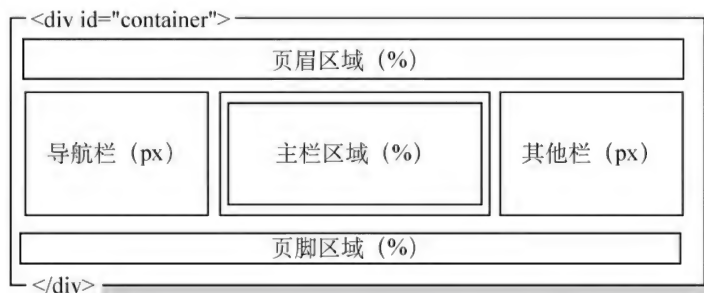 <div id="container">
页眉区域（%）
导航栏（px）
主栏区域（%）
其他栏（px）
页脚区域（%）
</div>